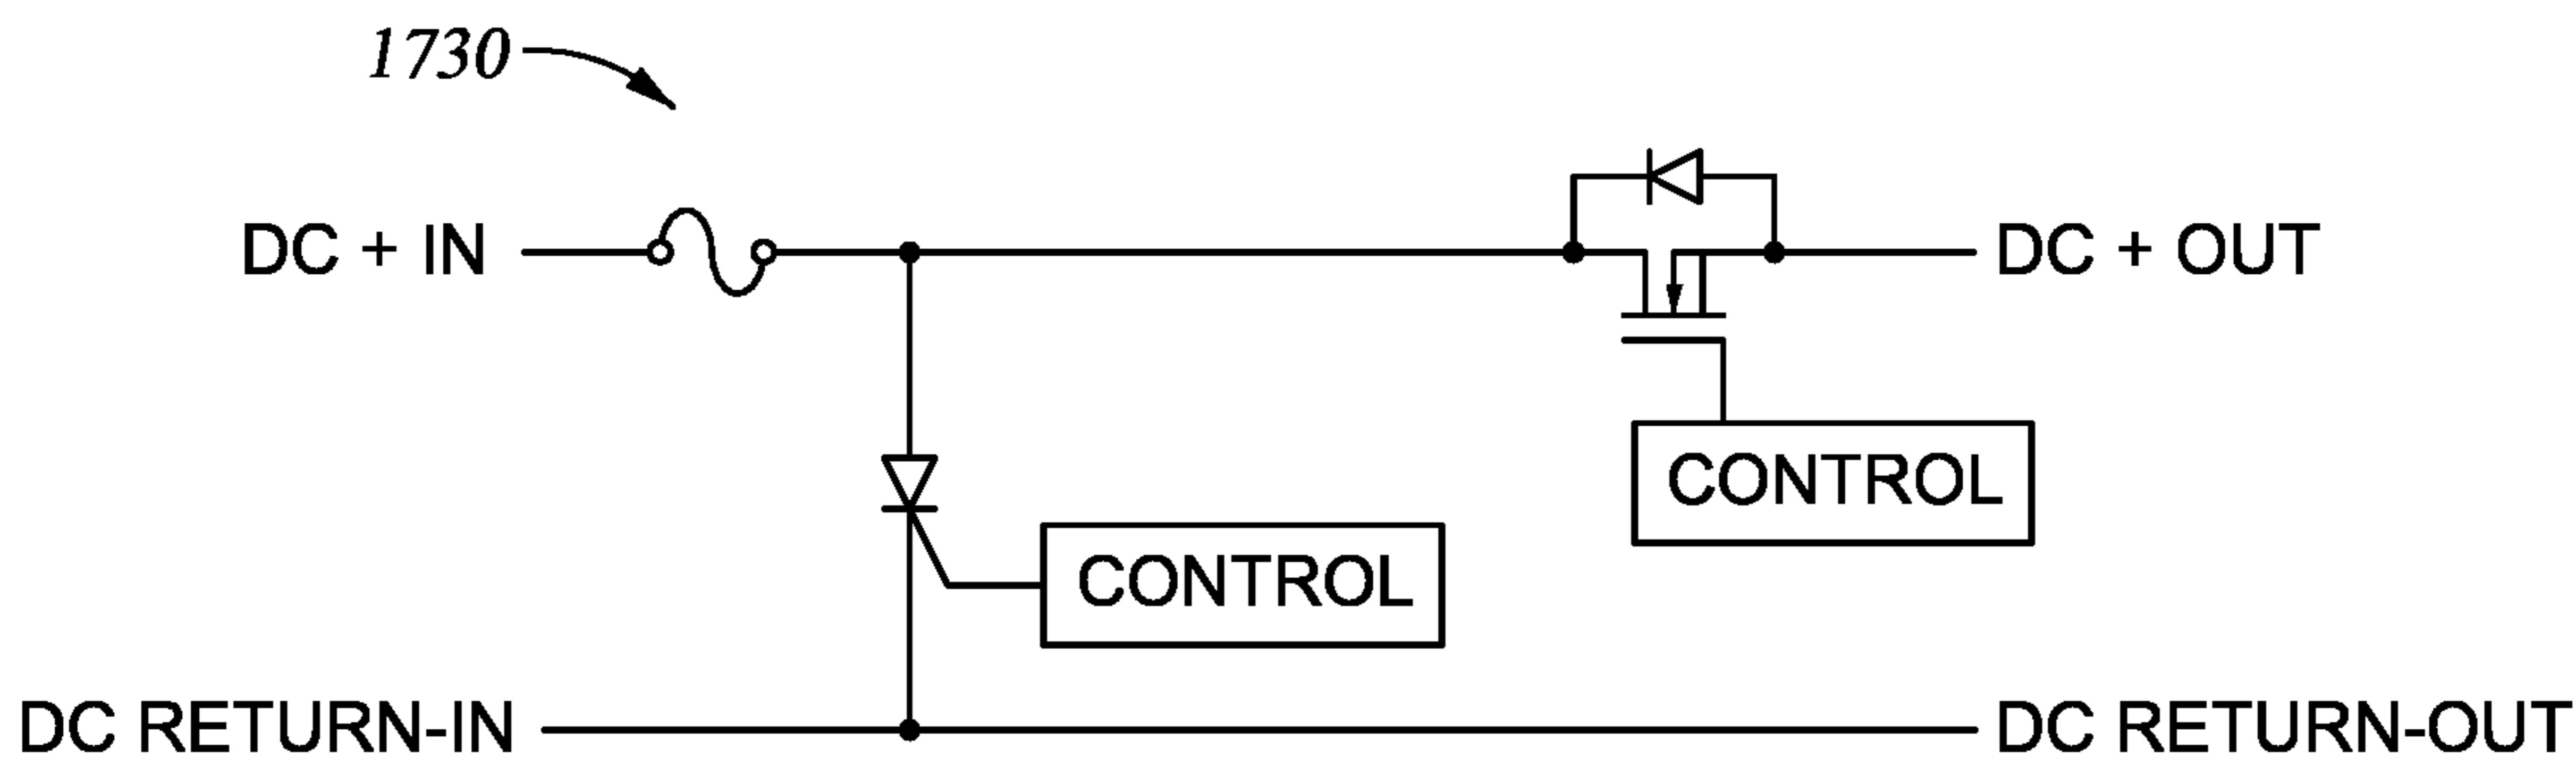 1730
DC + IN
DC + OUT
CONTROL
CONTROL
DC RETURN-IN
DC RETURN-OUT